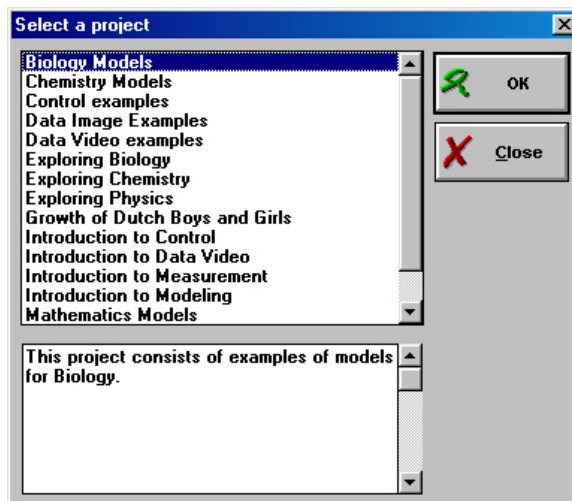 Select a project
Biology Models
Chemistry Models
Control examples
Data Image Examples
Data Video examples
Exploring Biology
Exploring Chemistry
Exploring Physics
Growth of Dutch Boys and Girls
Introduction to Control
Introduction to Data Video
Introduction to Measurement
Introduction to Modeling
Mathematics Models
OK
Close
This project consists of examples of models
for Biology.